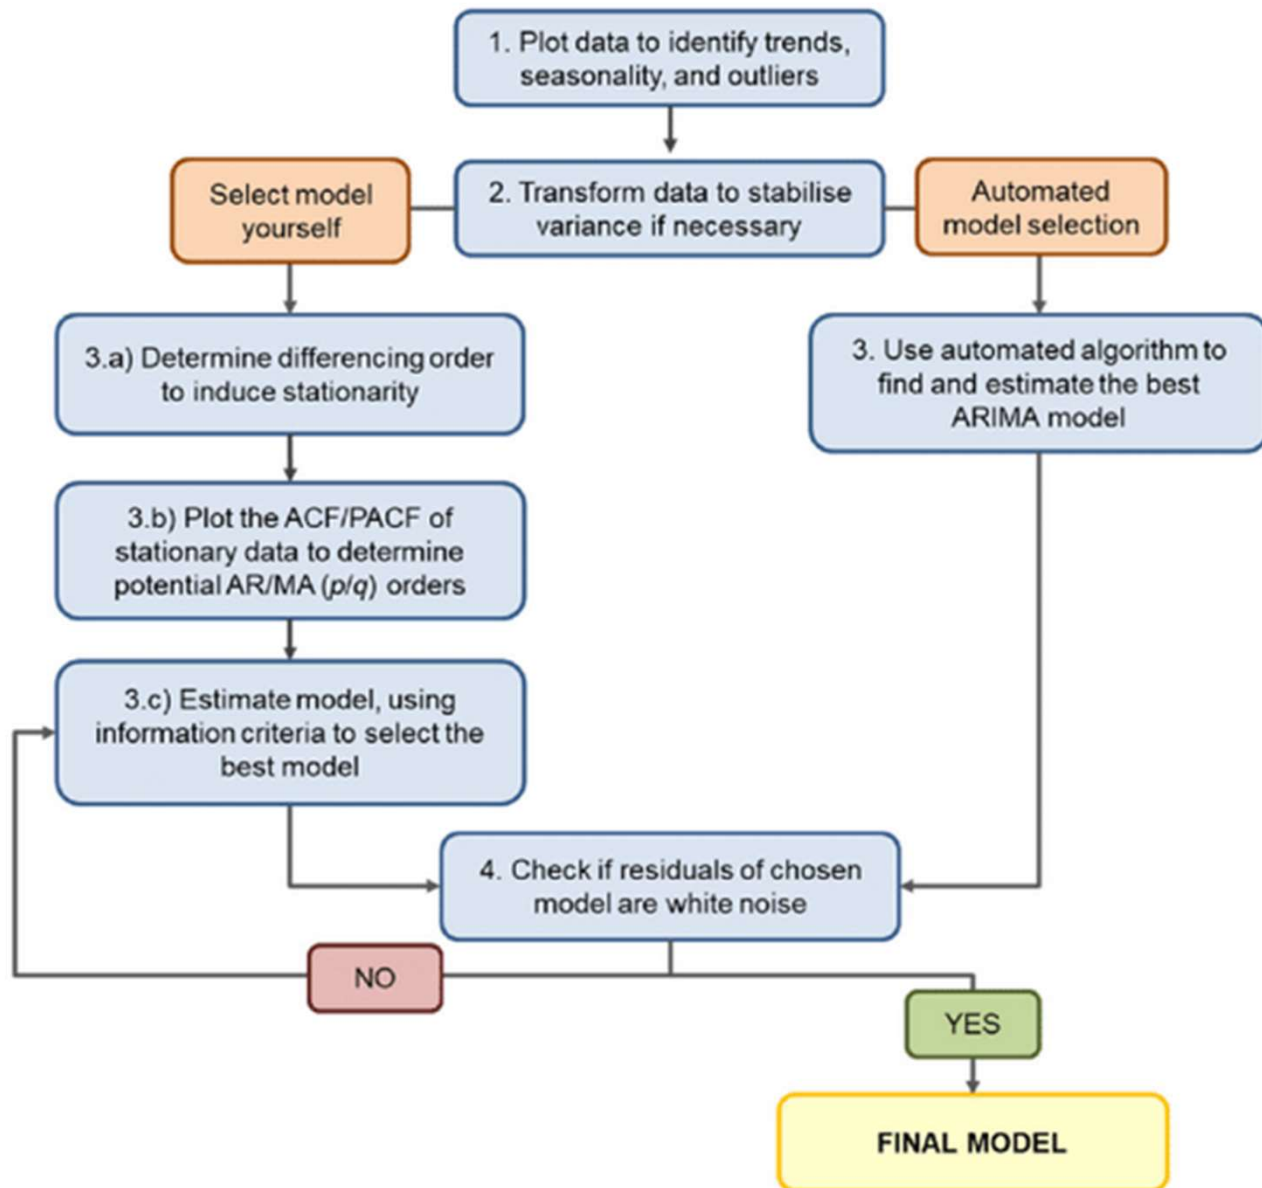 1. Plot data to identify trends,
seasonality, and outliers
Select model
yourself
2. Transform data to stabilise
variance if necessary
Automated
model selection
3.a) Determine differencing order
to induce stationarity
3. Use automated algorithm to
find and estimate the best
ARIMA model
3.b) Plot the ACF/PACF of
stationary data to determine
potential AR/MA (p/q) orders
3.c) Estimate model, using
information criteria to select the
best model
4. Check if residuals of chosen
model are white noise
NO
YES
FINAL MODEL